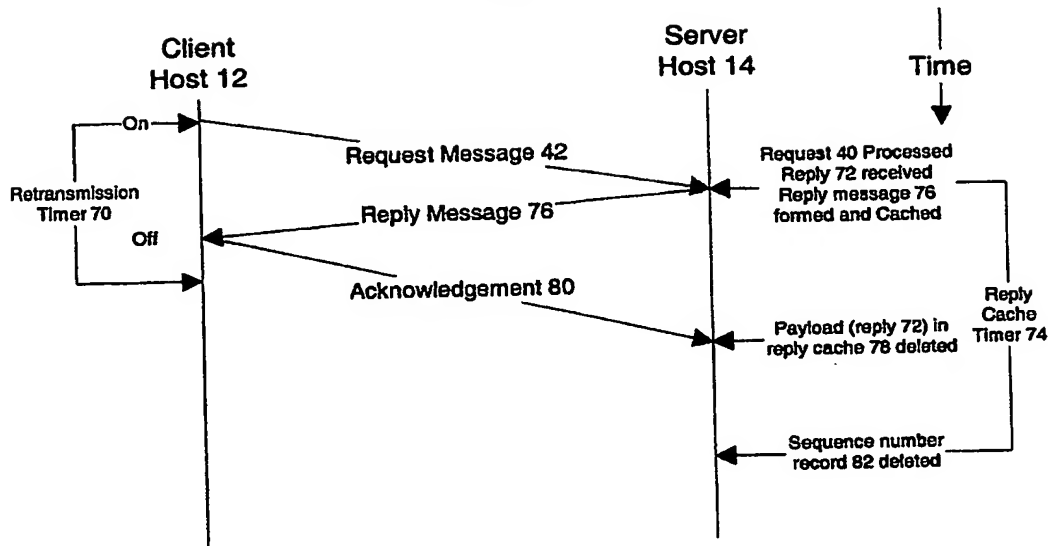 Client
Host 12
Server
Host 14
Time
On
Request Message 42
Request 40 Processed
Reply 72 received
Reply message 76
formed and Cached
Retransmission
Timer 70
Reply Message 76
Off
Acknowledgement 80
Reply
Cache
Timer 74
Payload (reply 72) in
reply cache 78 deleted
Sequence number
record 82 deleted